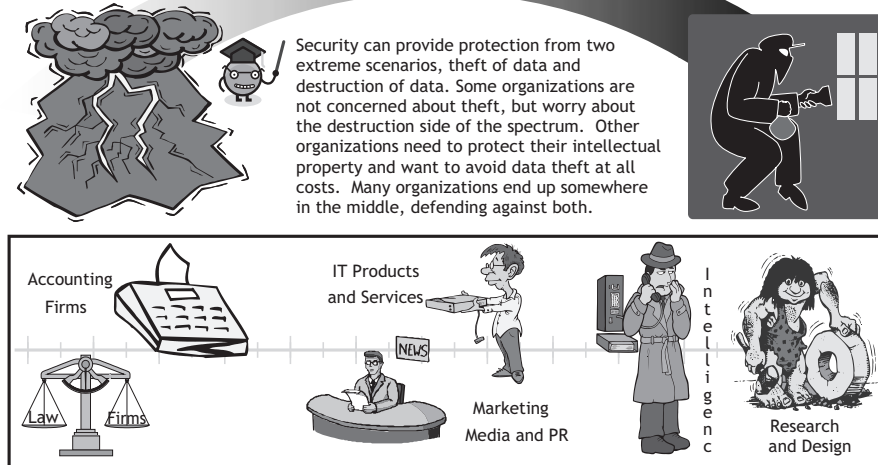 Security can provide protection from two
extreme scenarios, theft of data and
destruction of data. Some organizations are
not concerned about theft, but worry about
the destruction side of the spectrum. Other
organizations need to protect their intellectual
property and want to avoid data theft at all
costs. Many organizations end up somewhere
in the middle, defending against both.
Accounting
Firms
Law Firms
IT Products
and Services
NEWS
Marketing
Media and PR
Intelligenc
Research
and Design